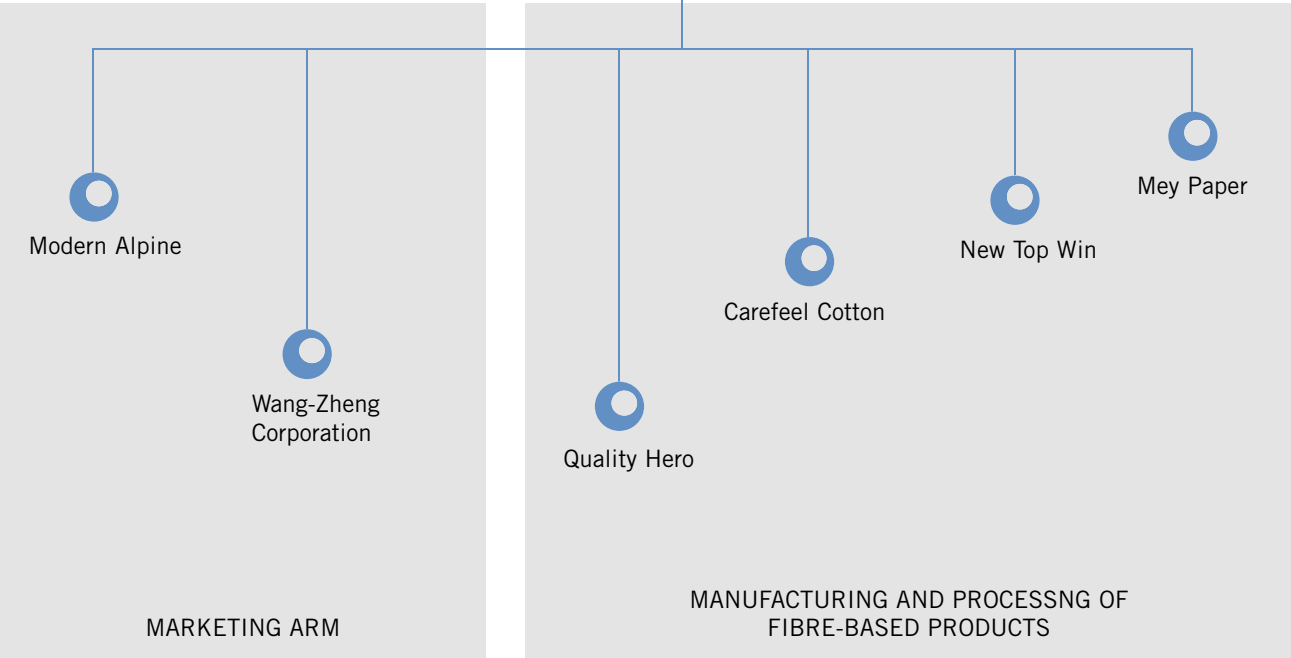 Modern Alpine
Wang-Zheng
Corporation
MARKETING ARM
Quality Hero
Carefeel Cotton
New Top Win
Mey Paper
MANUFACTURING AND PROCESSNG OF
FIBRE-BASED PRODUCTS